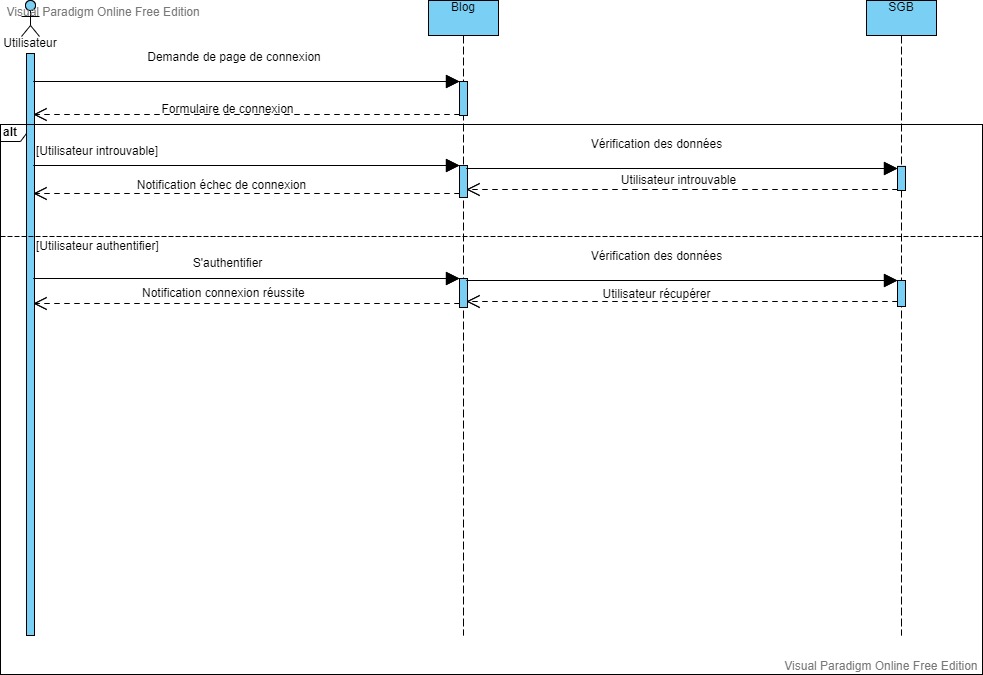 Visual Paradigm Online Free Edition
Blog
SGB
Utilisateur
Demande de page de connexion
Formulaire de connexion
alt
[Utilisateur introuvable]
Vérification des données
Notification échec de connexion
Utilisateur introuvable
[Utilisateur authentifier]
S'authentifier
Vérification des données
Notification connexion réussite
Utilisateur récupérer
Visual Paradigm Online Free Edition